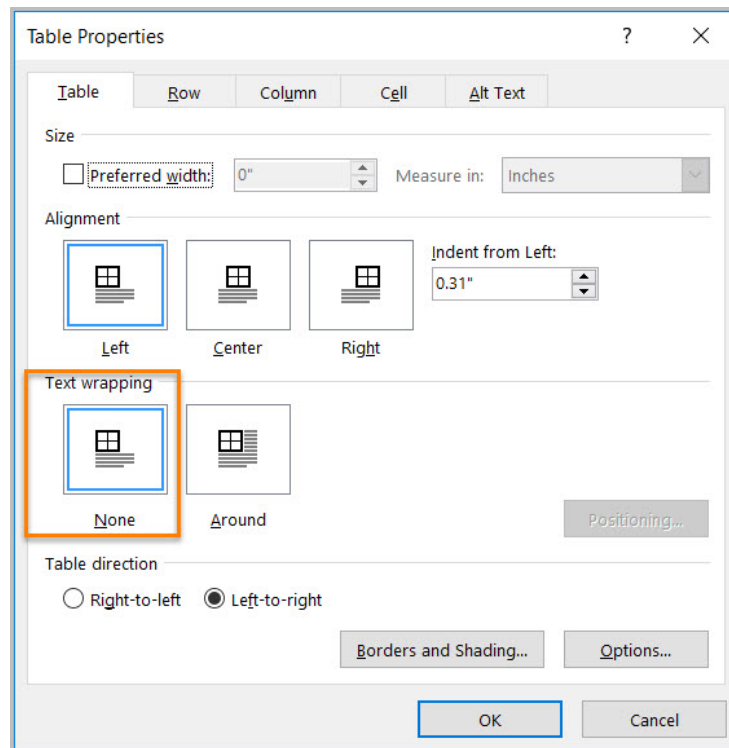 Table Properties ?
Table Row Column Cell Alt Text
Size
Preferred width: 0" Measure in: Inches
Alignment
Indent from Left:
0.31"
Left Center Right
Text wrapping
None Around
Positioning...
Table direction
Right-to-left Left-to-right
Borders and Shading... Options...
OK Cancel